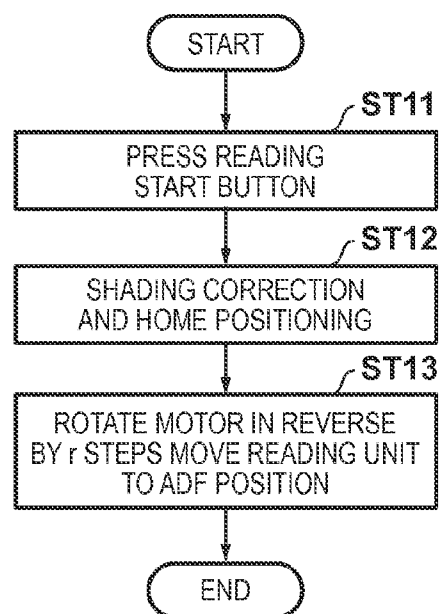 START
ST11
PRESS READING
START BUTTON
ST12
SHADING CORRECTION
AND HOME POSITIONING
ST13
ROTATE MOTOR IN REVERSE
BY r STEPS MOVE READING UNIT
TO ADF POSITION
END